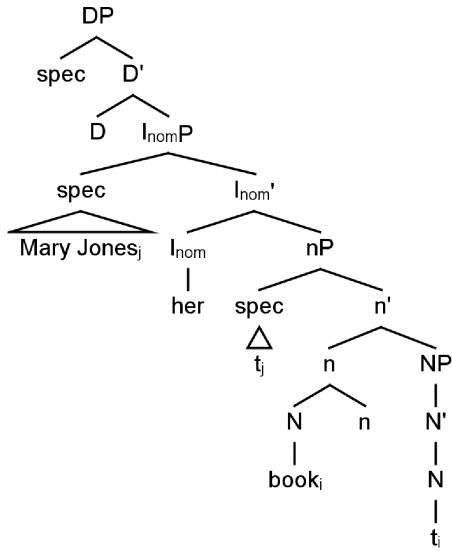 DP
spec D'
D InomP
spec Inom'
Mary Jonesj Inom nP
her spec n'
tj n NP
N n N'
booki N
ti